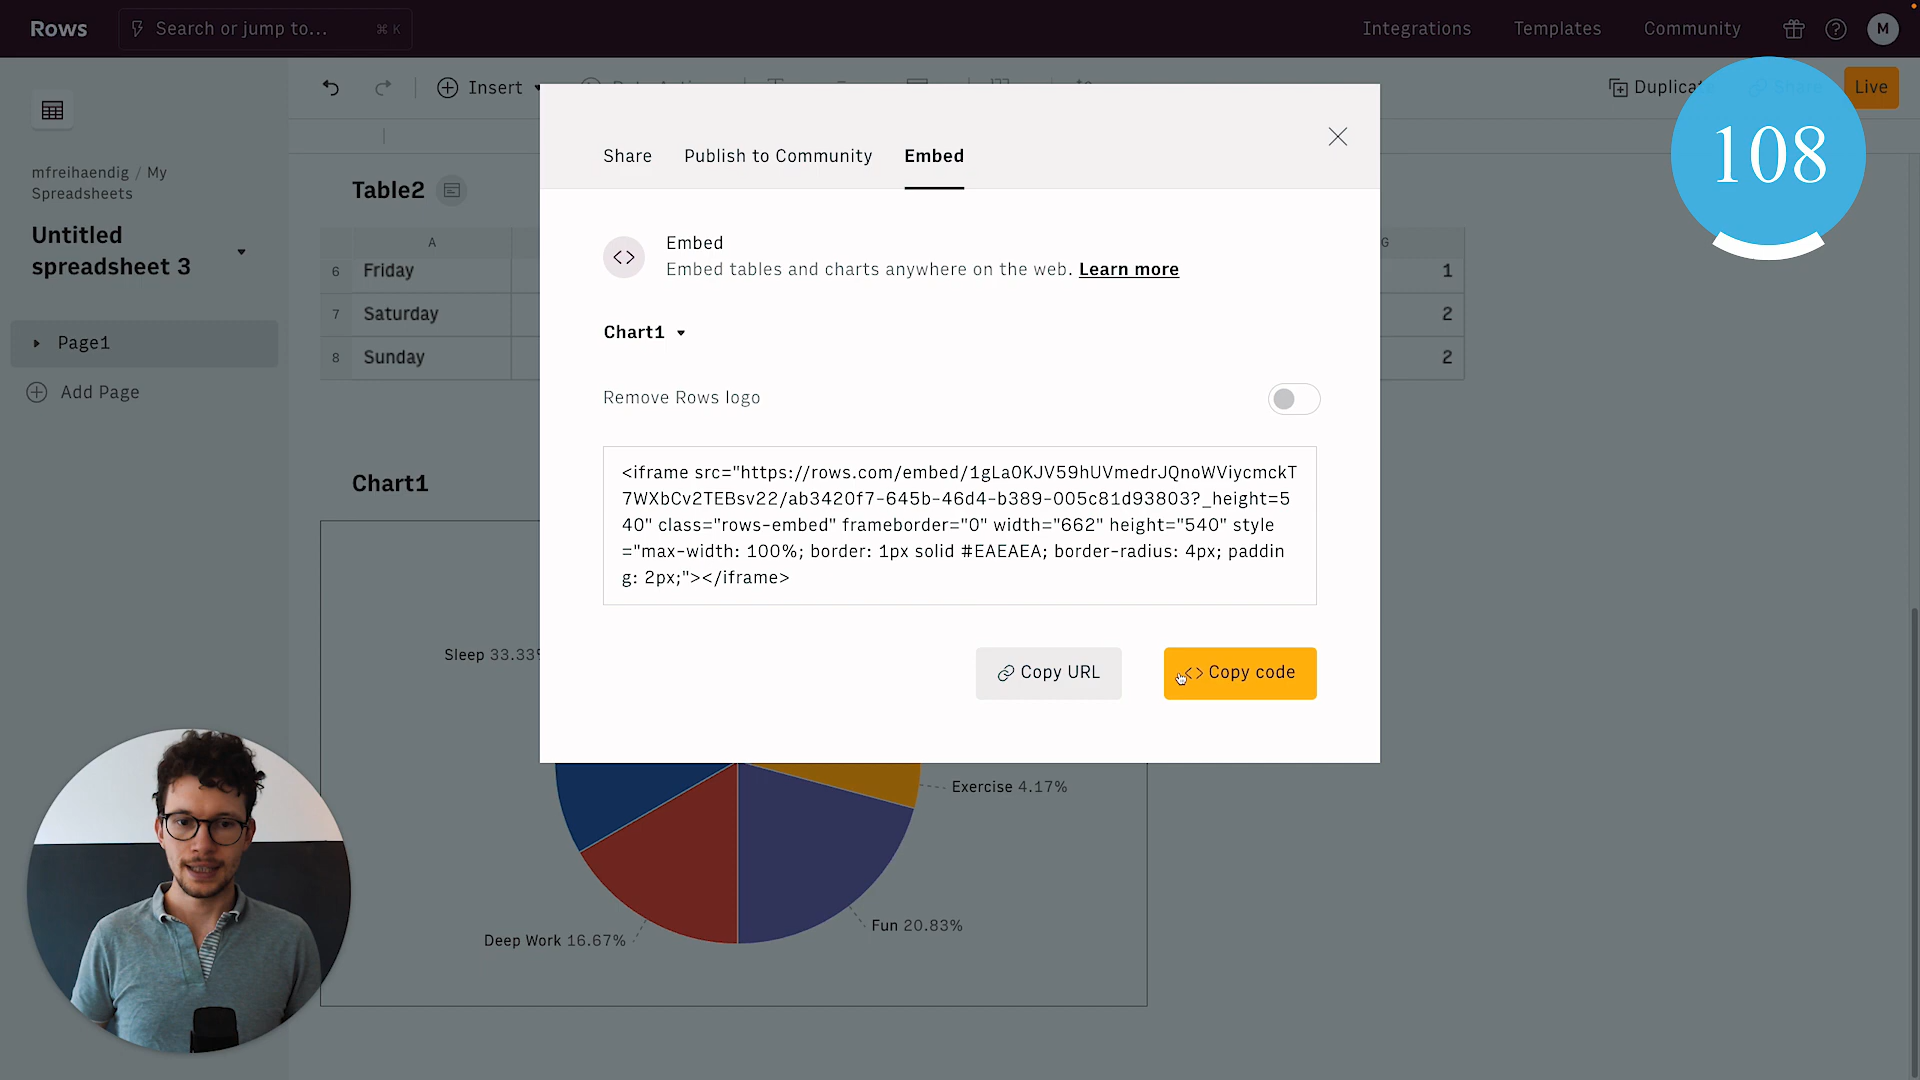 Rows
Search or jump to...
⌘ K
Integrations
Templates
Community
M
Insert
Live
108
Share
Publish to Community
Embed
mfreihaendig / My
Spreadsheets
Untitled
spreadsheet 3
Page1
Add Page
Table2
A
G
6 Friday 1
7 Saturday 2
8 Sunday 2
Embed
Embed tables and charts anywhere on the web. Learn more
Chart1
Remove Rows logo
<iframe src="https://rows.com/embed/1gLa0KJV59hUVmedrJQnoWViycmckT
7WXbCv2TEBsv22/ab3420f7-645b-46d4-b389-005c81d93803?_height=5
40" class="rows-embed" frameborder="0" width="662" height="540" style
="max-width: 100%; border: 1px solid #EAEAEA; border-radius: 4px; paddin
g: 2px;"></iframe>
Copy URL
<> Copy code
Chart1
Sleep 33.33%
Exercise 4.17%
Fun 20.83%
Deep Work 16.67%